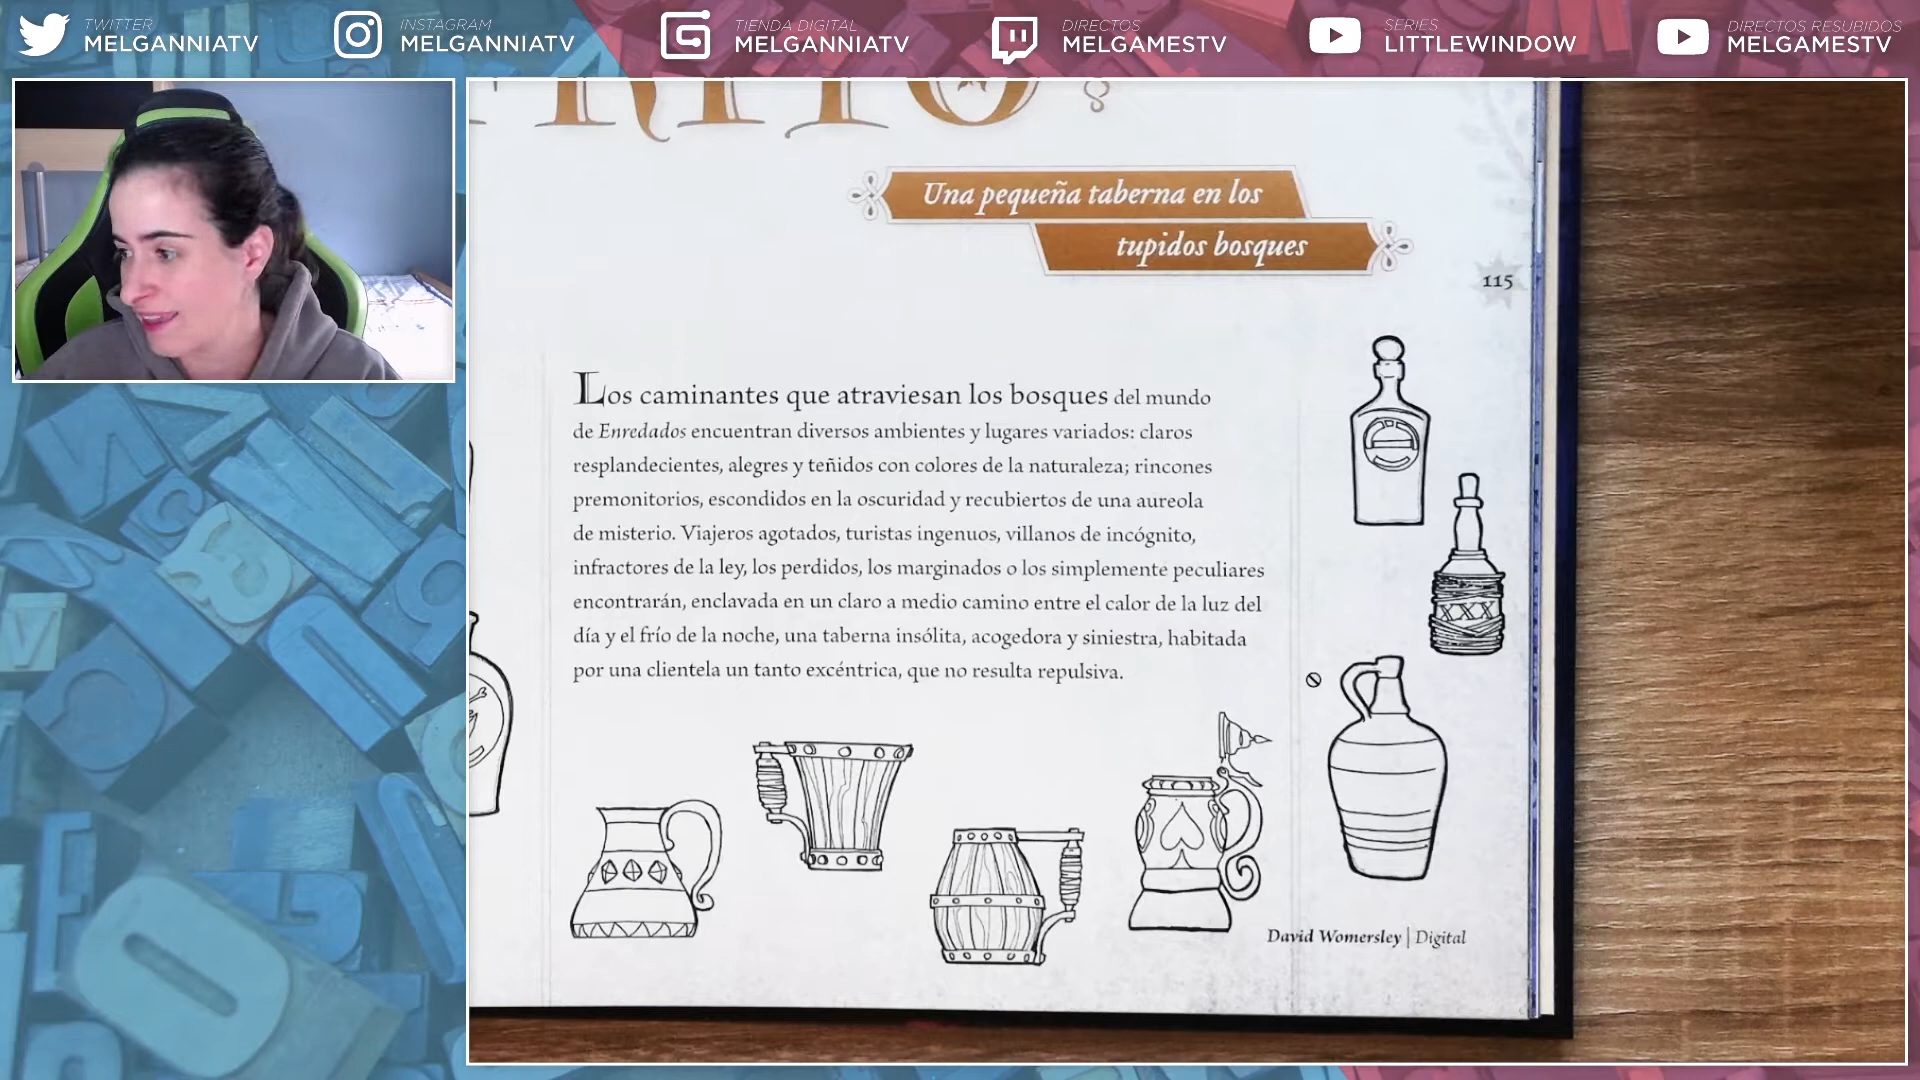 TWITTER
MELGANNIATV
INSTAGRAM
MELGANNIATV
TIENDA DIGITAL
MELGANNIATV
DIRECTOS
MELGAMESTV
SERIES
LITTLEWINDOW
DIRECTOS RESUBIDOS
MELGAMESTV
Una pequeña taberna en los
tupidos bosques
115
Los caminantes que atraviesan los bosques del mundo
de Enredados encuentran diversos ambientes y lugares variados: claros
resplandecientes, alegres y teñidos con colores de la naturaleza; rincones
premonitorios, escondidos en la oscuridad y recubiertos de una aureola
de misterio. Viajeros agotados, turistas ingenuos, villanos de incógnito,
infractores de la ley, los perdidos, los marginados o los simplemente peculiares
encontrarán, enclavada en un claro a medio camino entre el calor de la luz del
día y el frío de la noche, una taberna insólita, acogedora y siniestra, habitada
por una clientela un tanto excéntrica, que no resulta repulsiva.
XXX
David Womersley | Digital